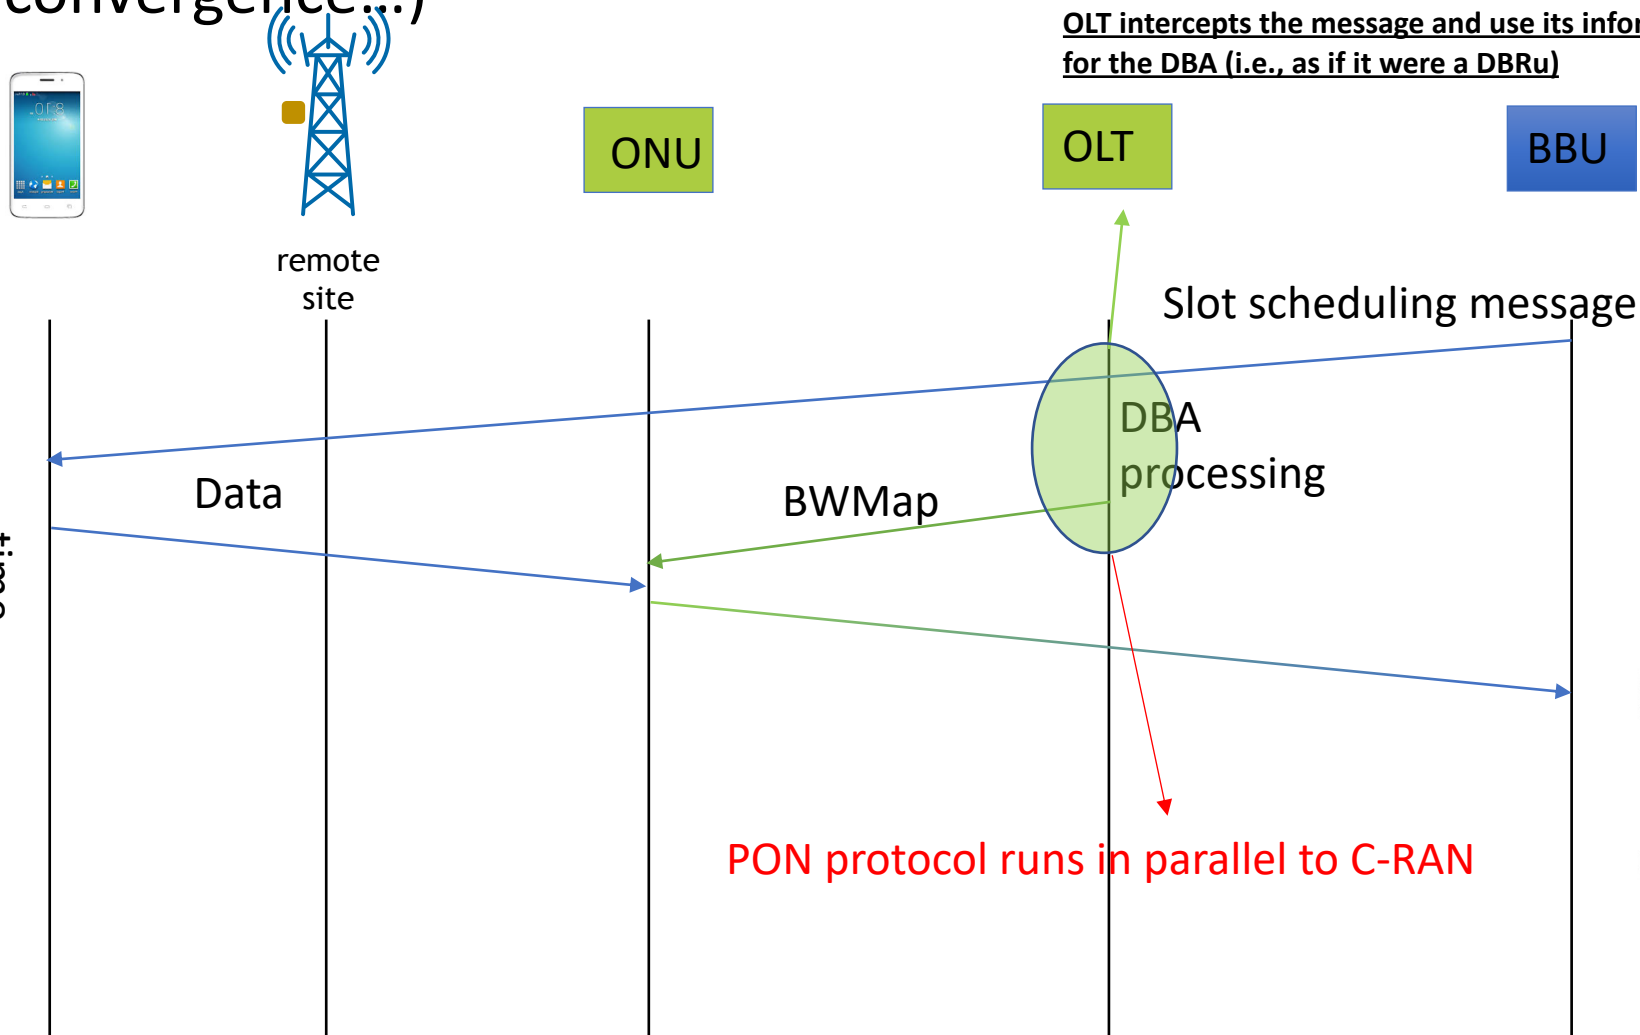 convergence...)
OLT intercepts the message and use its
for the DBA (i.e., as if it were a DBRu)
ONU
OLT
BBU
remote
site
Slot scheduling message
DBA
processing
Data
BWMap
PON protocol runs in parallel to C-RAN